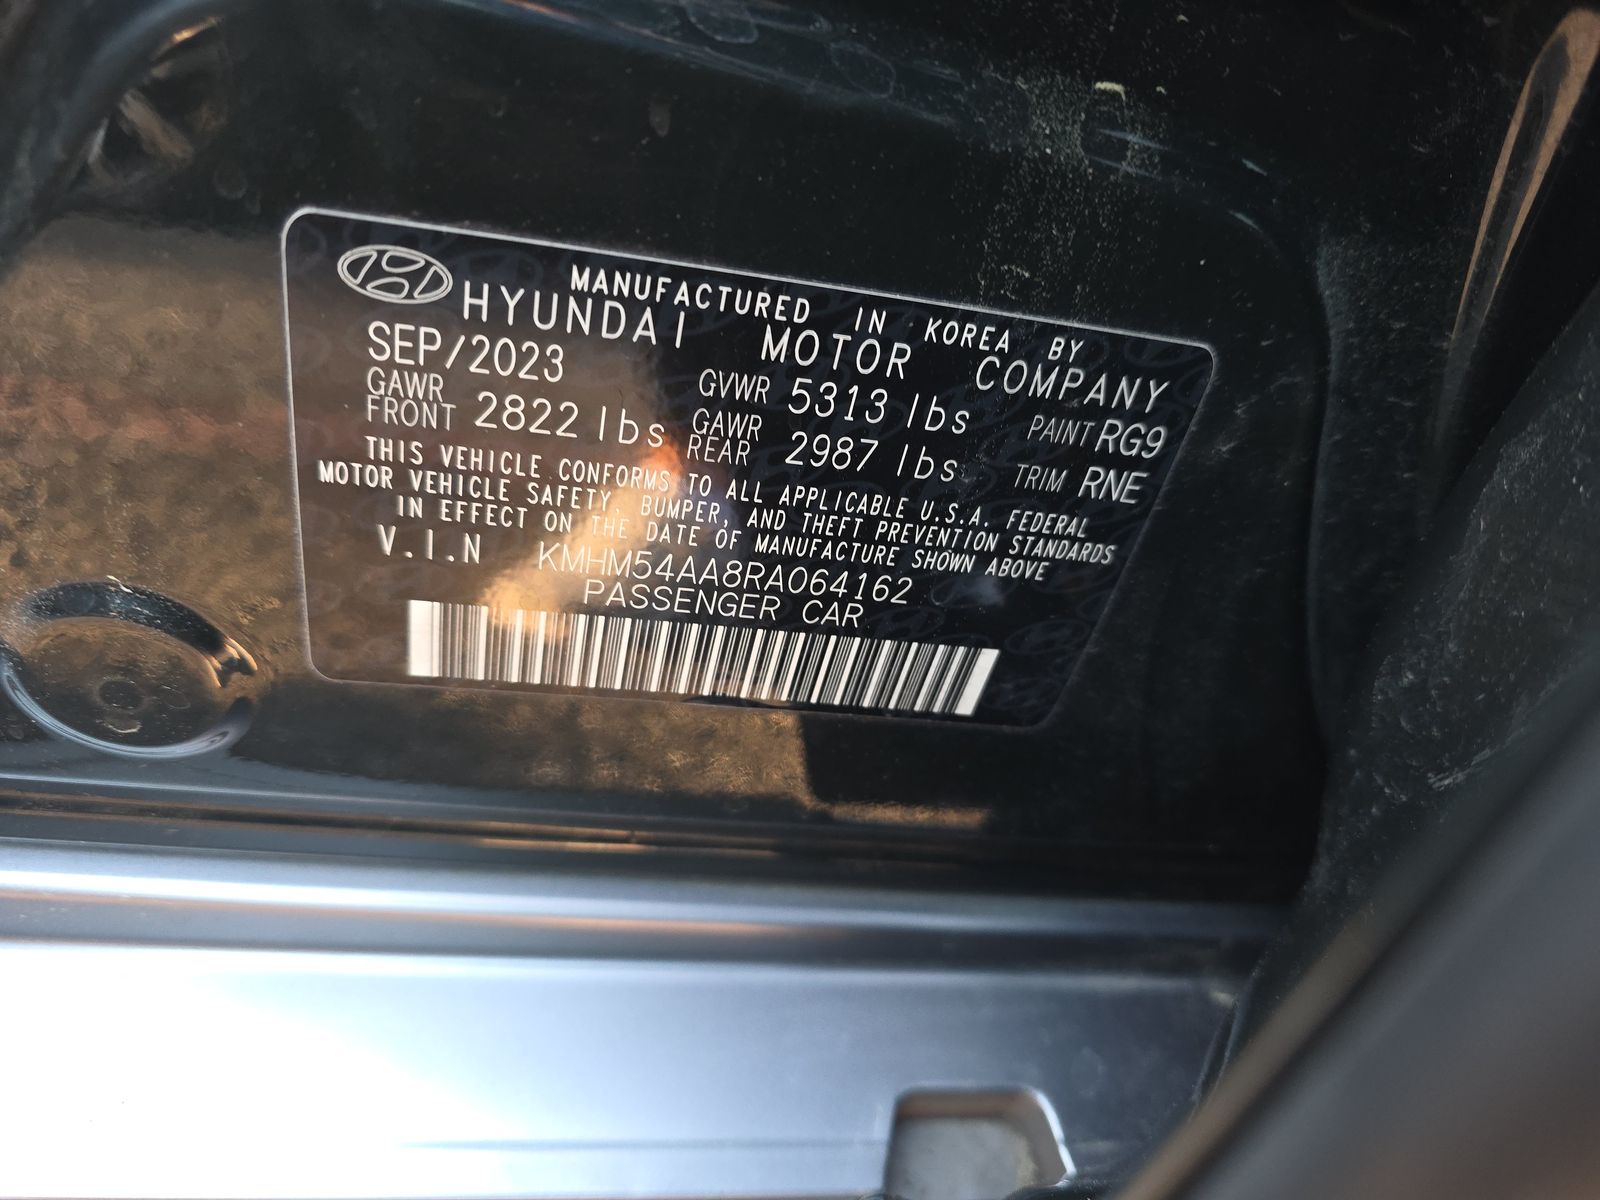 MANUFACTURED IN KOREA BY
HYUNDAI MOTOR COMPANY
SEP/2023 GVWR 5313 lbs PAINT RG9
GAWR FRONT 2822 lbs GAWR REAR 2987 lbs TRIM RNE
THIS VEHICLE CONFORMS TO ALL APPLICABLE U.S.A. FEDERAL
MOTOR VEHICLE SAFETY, BUMPER, AND THEFT PREVENTION STANDARDS
IN EFFECT ON THE DATE OF MANUFACTURE SHOWN ABOVE
V.I.N KMHM54AA8RA064162
PASSENGER CAR